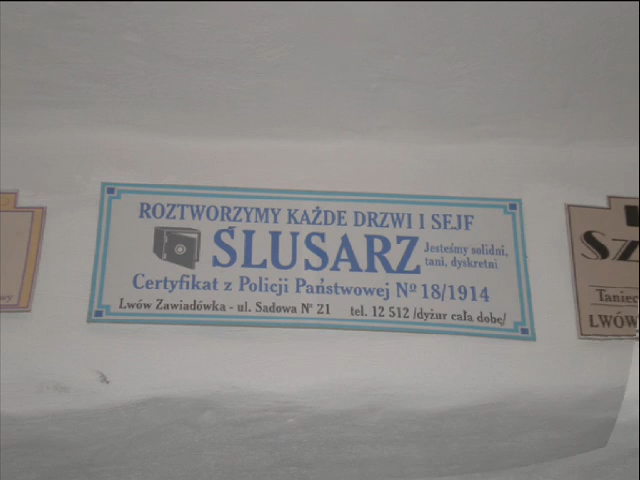 ROZTWORZYMY KAŻDE DRZWI I SEJF
ŚLUSARZ
Jesteśmy solidni,
tani, dyskretni
Certyfikat z Policji Państwowej Nº 18/1914
Lwów Zawiadówka - ul. Sadowa Nº 21 tel. 12 512 /dyżur cała dobę/
SZ
Taniec
LWÓW